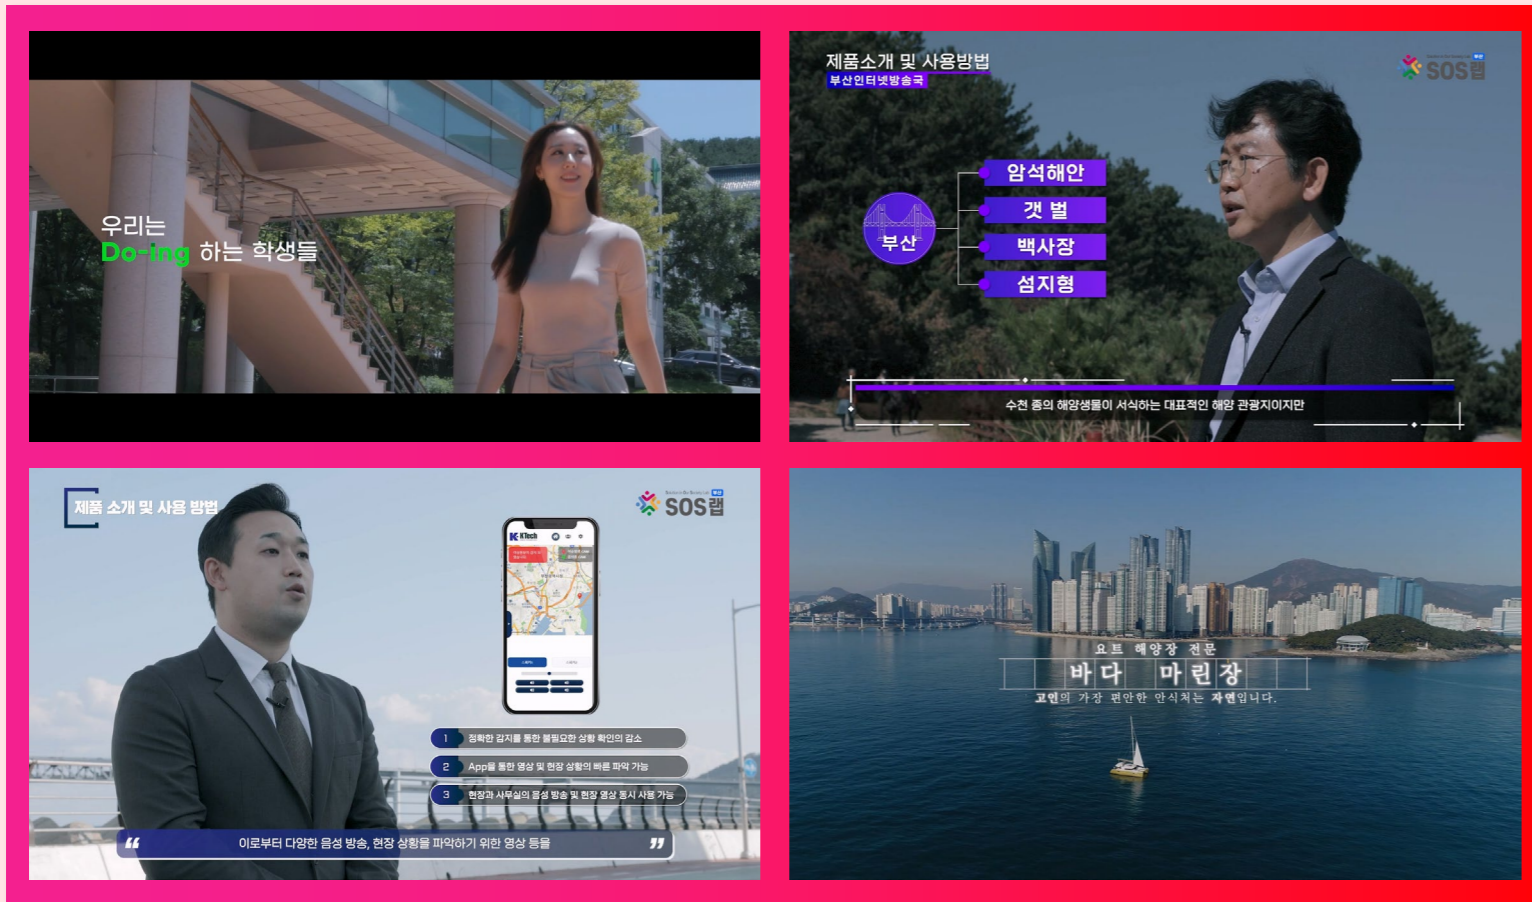 우리는
Do-ing 하는 학생들
제품소개 및 사용방법
부산인터넷방송국
부산
SOS랩
부산
암석해안
갯 벌
백사장
섬지형
수천 종의 해양생물이 서식하는 대표적인 해양 관광지이지만
제품 소개 및 사용 방법
부산
SOS랩
KTech
1 정확한 감지를 통한 불필요한 상황 확인의 감소
2 App을 통한 영상 및 현장 상황의 빠른 파악 가능
3 현장과 사무실의 음성 방송 및 현장 영상 동시 사용 가능
“ 이로부터 다양한 음성 방송, 현장 상황을 파악하기 위한 영상 등을 ”
요트 해양장 전문
바다 마린장
고인의 가장 편안한 안식처는 자연입니다.